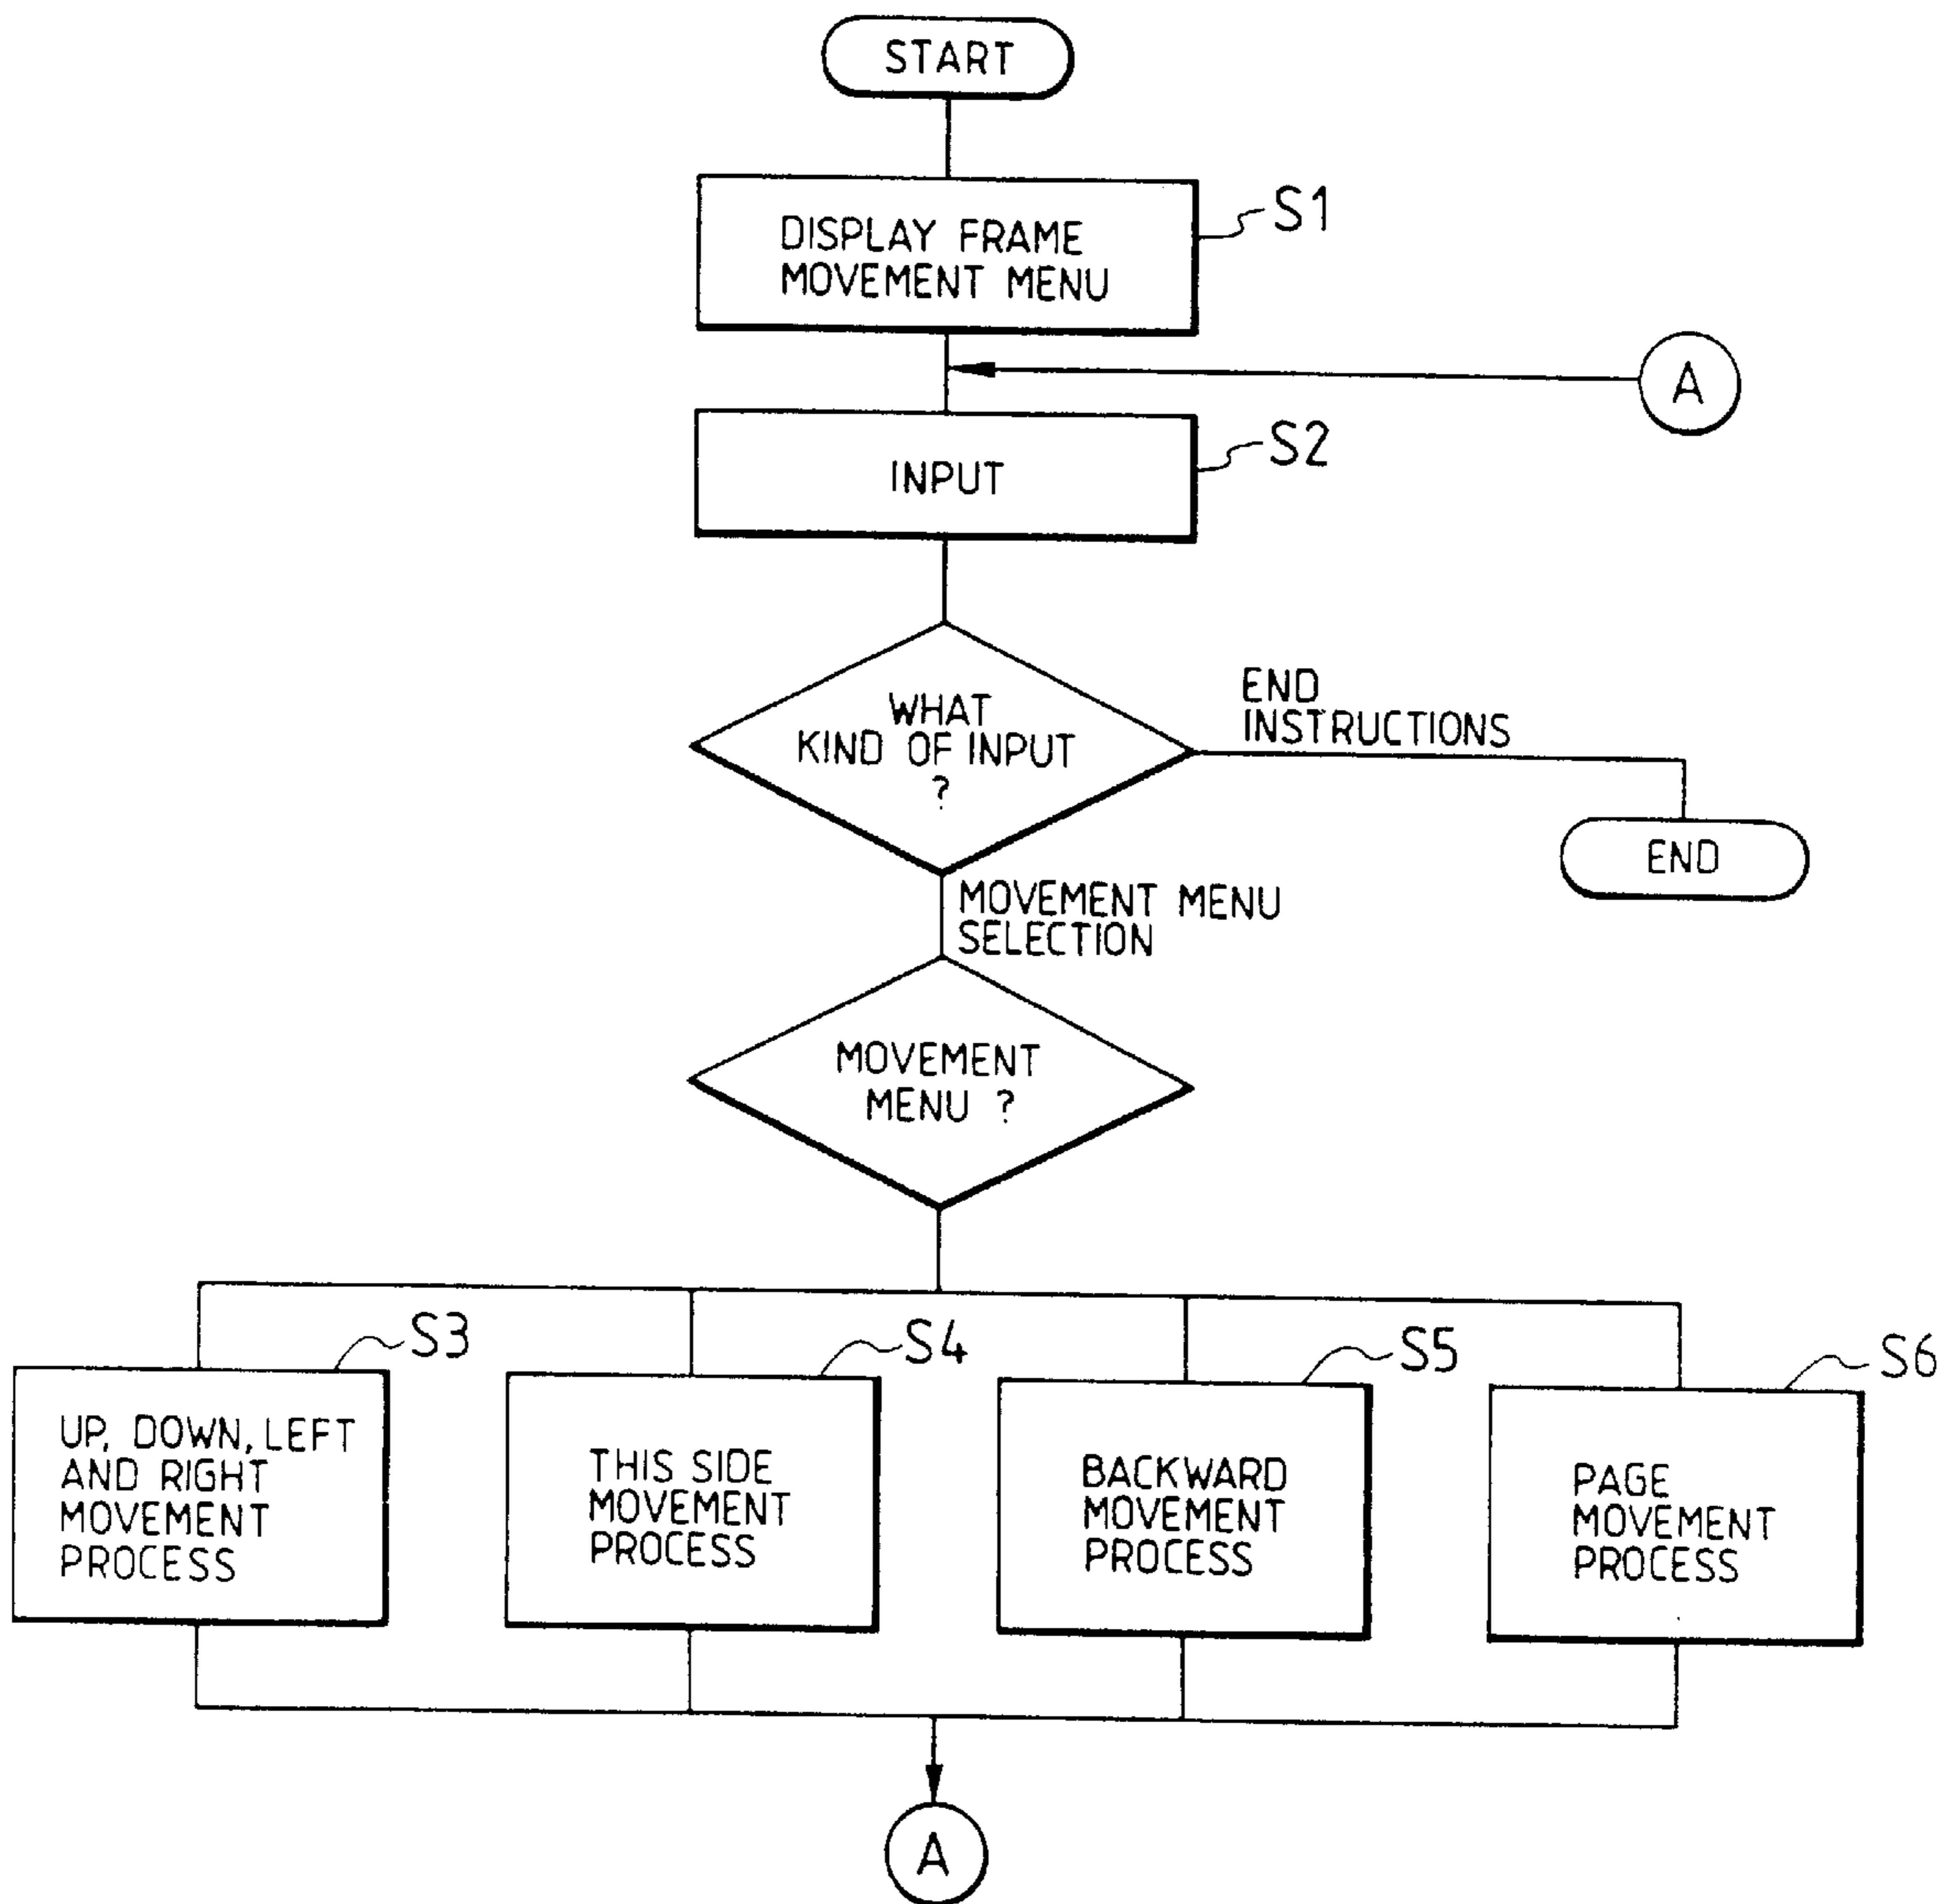 START
DISPLAY FRAME
MOVEMENT MENU
S1
A
INPUT
S2
WHAT
KIND OF INPUT
?
END
INSTRUCTIONS
END
MOVEMENT MENU
SELECTION
MOVEMENT
MENU ?
S3
UP, DOWN, LEFT
AND RIGHT
MOVEMENT
PROCESS
S4
THIS SIDE
MOVEMENT
PROCESS
S5
BACKWARD
MOVEMENT
PROCESS
S6
PAGE
MOVEMENT
PROCESS
A